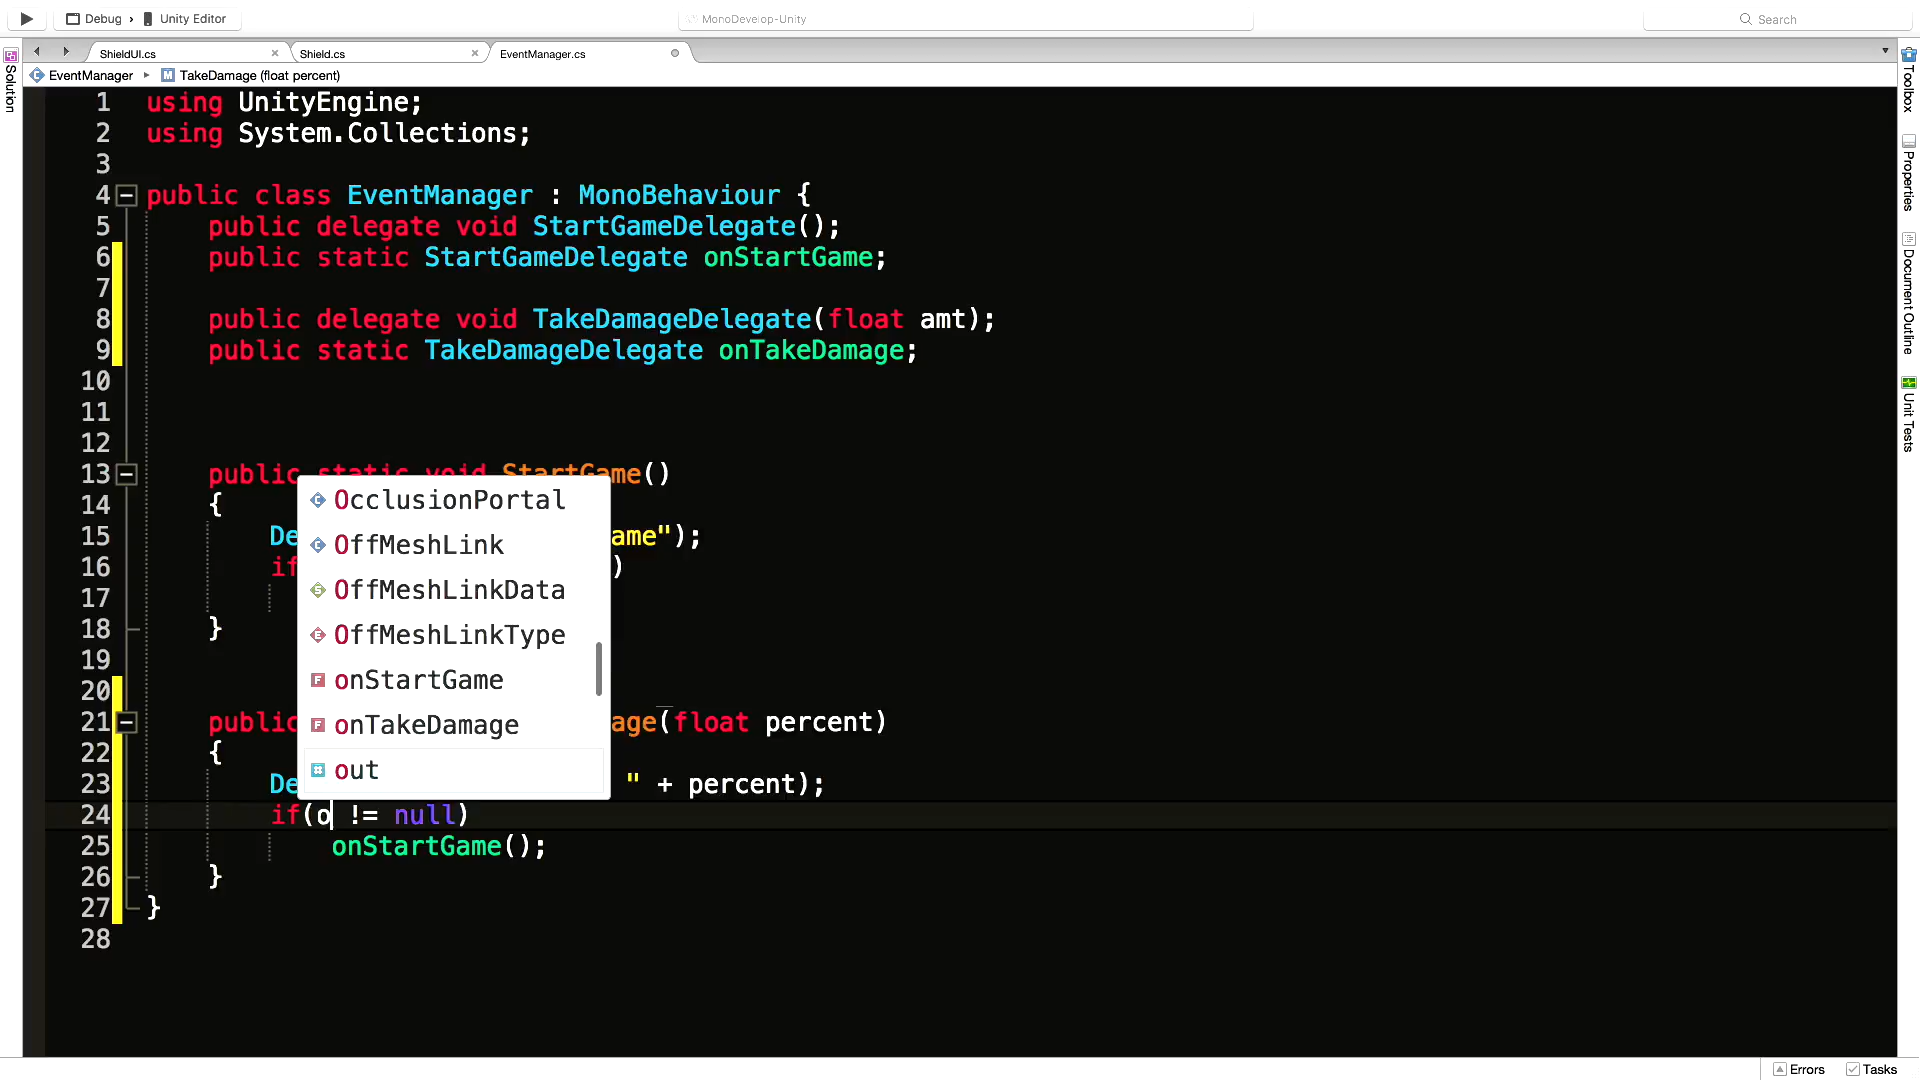 Debug › Unity Editor
MonoDevelop-Unity
Search
ShieldUI.cs
Shield.cs
EventManager.cs
EventManager
TakeDamage (float percent)
Solution
Toolbox
Properties
Document Outline
Unit Tests
1 using UnityEngine;
2 using System.Collections;
3
4 public class EventManager : MonoBehaviour {
5 public delegate void StartGameDelegate();
6 public static StartGameDelegate onStartGame;
7
8 public delegate void TakeDamageDelegate(float amt);
9 public static TakeDamageDelegate onTakeDamage;
10
11
12
13 public static void StartGame()
14 {
15 De ame");
16 if )
17
18 }
19
20
21 public age(float percent)
22 {
23 De " + percent);
24 if(o != null)
25 onStartGame();
26 }
27 }
28
OcclusionPortal
OffMeshLink
OffMeshLinkData
OffMeshLinkType
onStartGame
onTakeDamage
out
Errors
Tasks